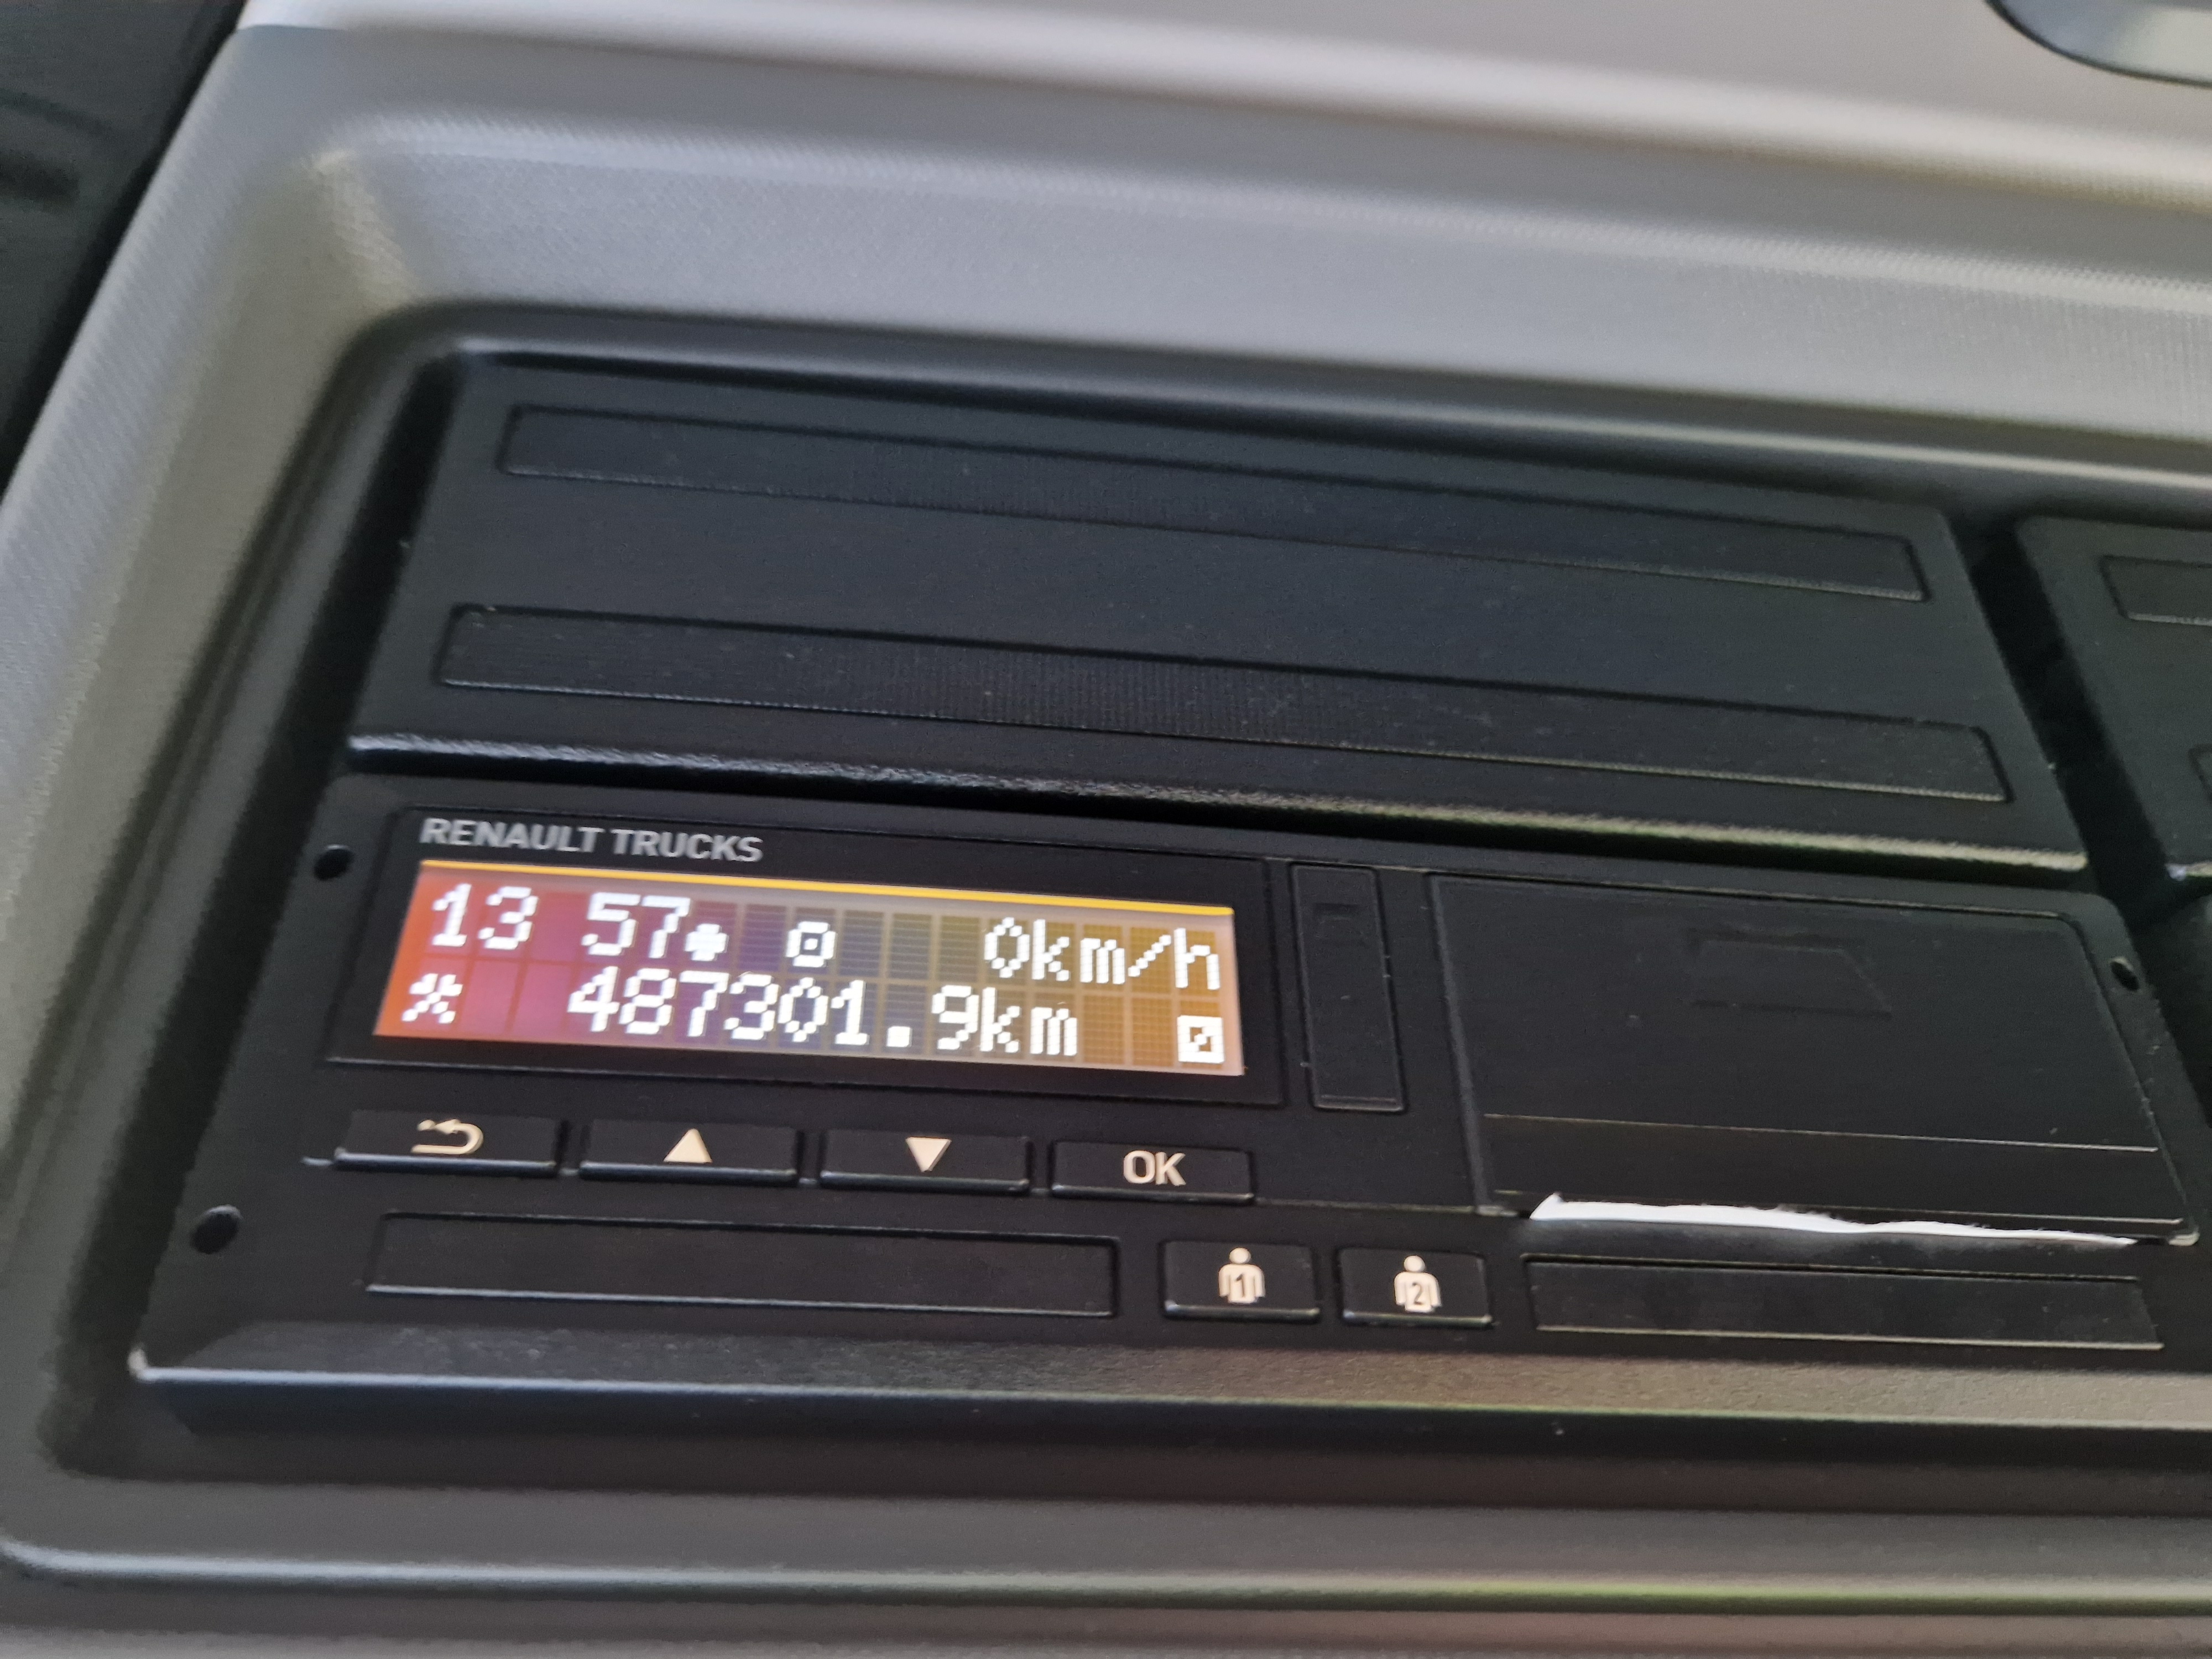 RENAULT TRUCKS
13 57 0km/h
487301.9km
OK
1 2